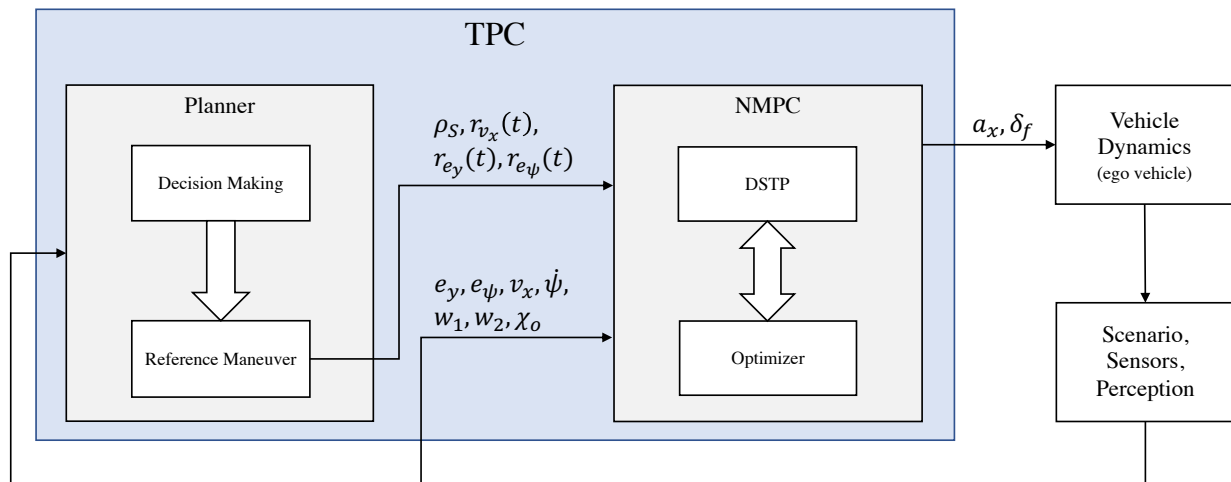 TPC
Planner
Decision Making
Reference Maneuver
ρ_S, r_{v_x}(t),
r_{e_y}(t), r_{e_ψ}(t)
e_y, e_ψ, v_x, ψ̇,
w_1, w_2, χ_o
NMPC
DSTP
Optimizer
a_x, δ_f
Vehicle
Dynamics
(ego vehicle)
Scenario,
Sensors,
Perception